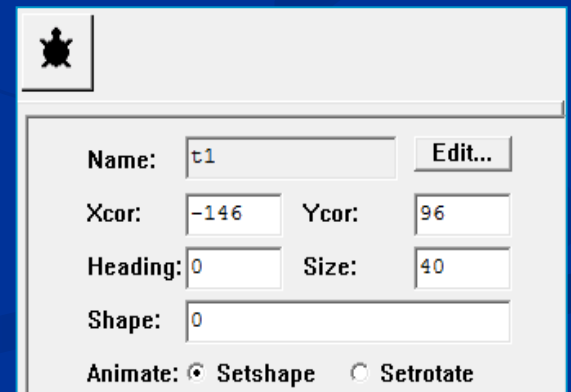 Name: t1 Edit...
Xcor: -146 Ycor: 96
Heading: 0 Size: 40
Shape: 0
Animate: Setshape Setrotate